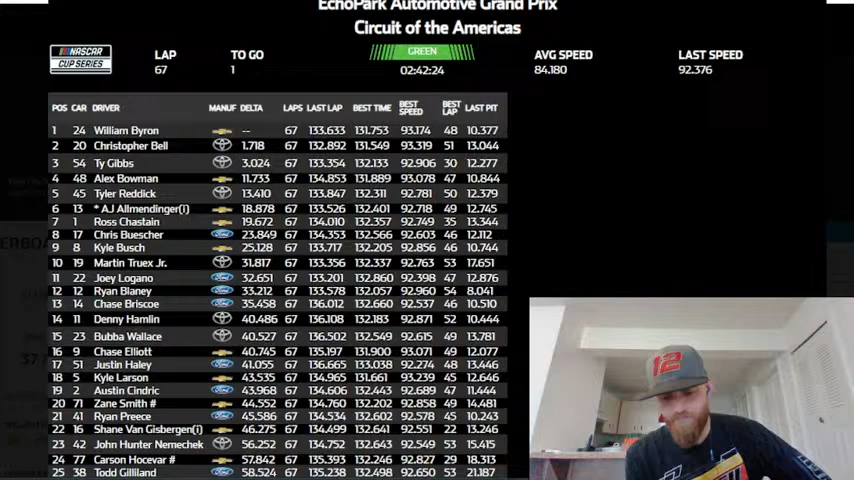 EchoPark Automotive Grand Prix
Circuit of the Americas
NASCAR CUP SERIES LAP TO GO GREEN AVG SPEED LAST SPEED
67 1 02:42:24 84.180 92.376
POS CAR DRIVER MANUF DELTA LAPS LAST LAP BEST TIME BEST SPEED BEST LAP LAST PIT
1 24 William Byron -- 67 133.633 131.753 93.174 48 10.377
2 20 Christopher Bell 1.718 67 132.892 131.549 93.319 51 13.044
3 54 Ty Gibbs 3.024 67 133.354 132.133 92.906 30 12.277
4 48 Alex Bowman 11.733 67 134.853 131.889 93.078 47 10.844
5 45 Tyler Reddick 13.410 67 133.847 132.311 92.781 50 12.379
6 13 * AJ Allmendinger(i) 18.878 67 133.526 132.401 92.718 49 12.745
7 1 Ross Chastain 19.672 67 134.010 132.357 92.749 35 13.344
8 17 Chris Buescher 23.849 67 134.353 132.566 92.603 46 12.112
9 8 Kyle Busch 25.128 67 133.717 132.205 92.856 46 10.744
10 19 Martin Truex Jr. 31.817 67 133.356 132.337 92.763 53 17.651
11 22 Joey Logano 32.651 67 133.201 132.860 92.398 47 12.876
12 12 Ryan Blaney 33.212 67 133.578 132.057 92.960 54 8.041
13 14 Chase Briscoe 35.458 67 136.012 132.660 92.537 46 10.510
14 11 Denny Hamlin 40.486 67 136.108 132.183 92.871 52 10.444
15 23 Bubba Wallace 40.527 67 136.502 132.549 92.615 49 13.781
16 9 Chase Elliott 40.745 67 135.197 131.900 93.071 49 12.077
17 51 Justin Haley 41.055 67 136.665 133.038 92.274 48 13.446
18 5 Kyle Larson 43.535 67 134.965 131.661 93.239 45 12.646
19 2 Austin Cindric 43.968 67 134.606 132.443 92.689 47 11.444
20 71 Zane Smith # 44.552 67 134.760 132.202 92.858 49 14.481
21 41 Ryan Preece 45.586 67 134.534 132.602 92.578 45 10.243
22 16 Shane Van Gisbergen(i) 46.275 67 134.499 132.641 92.551 22 13.246
23 42 John Hunter Nemechek 56.252 67 134.752 132.643 92.549 53 15.415
24 77 Carson Hocevar # 57.842 67 135.393 132.246 92.827 29 18.313
25 38 Todd Gilliland 58.524 67 135.238 132.498 92.650 53 21.187
12